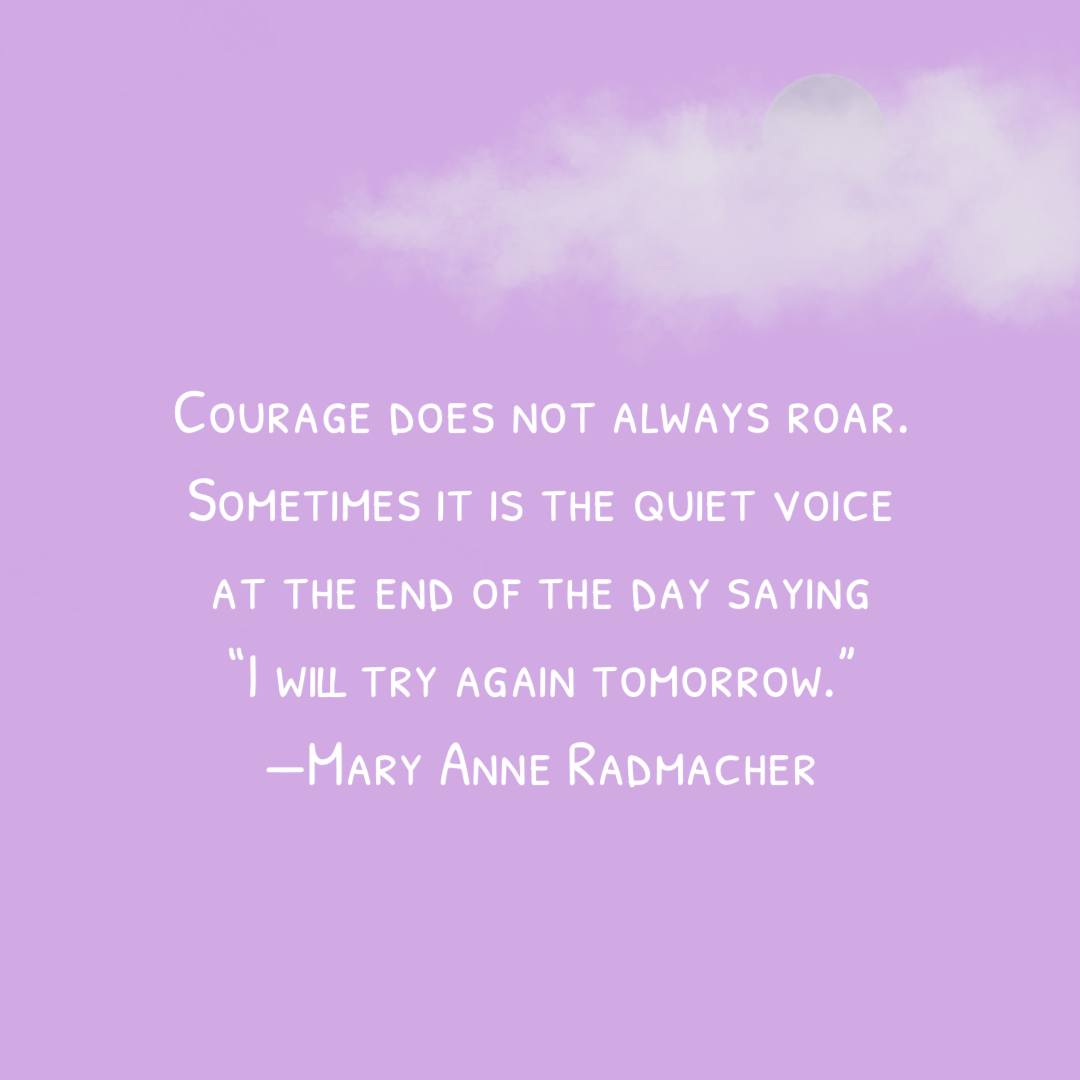 Courage does not always roar.
Sometimes it is the quiet voice
at the end of the day saying
“I will try again tomorrow.”
—Mary Anne Radmacher